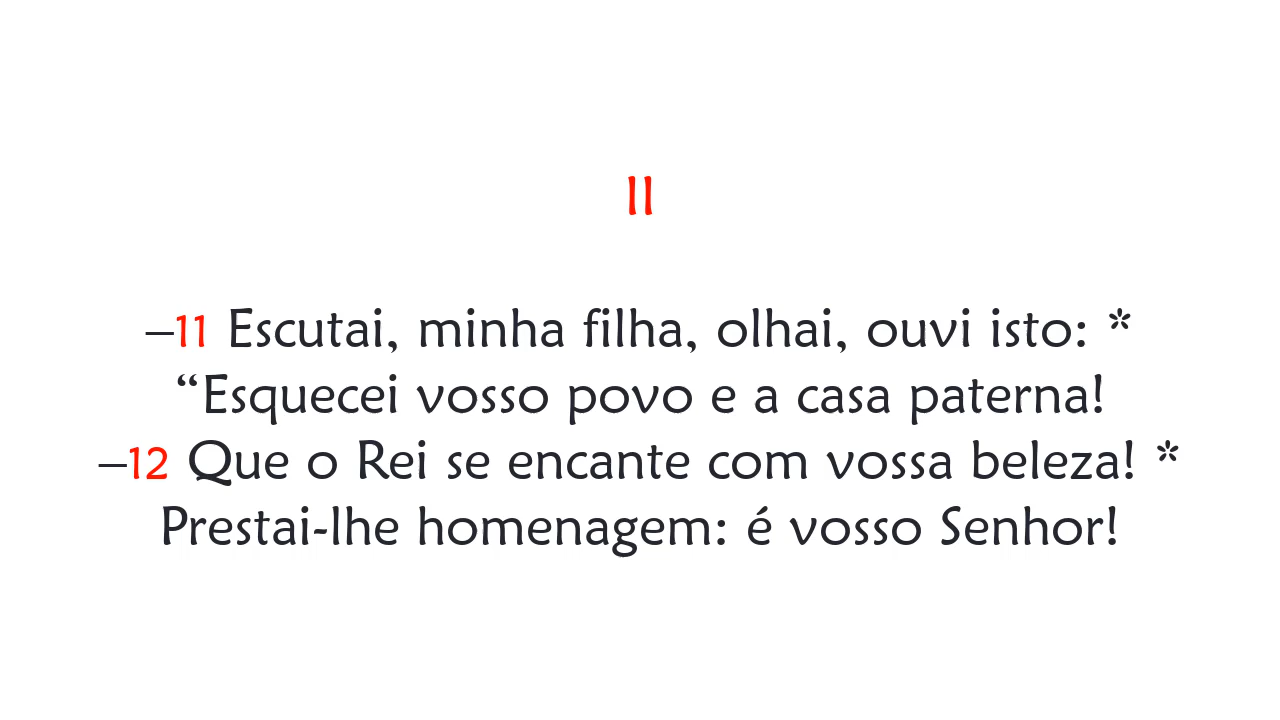 II
–11 Escutai, minha filha, olhai, ouvi isto: *
“Esquecei vosso povo e a casa paterna!
–12 Que o Rei se encante com vossa beleza! *
Prestai-lhe homenagem: é vosso Senhor!